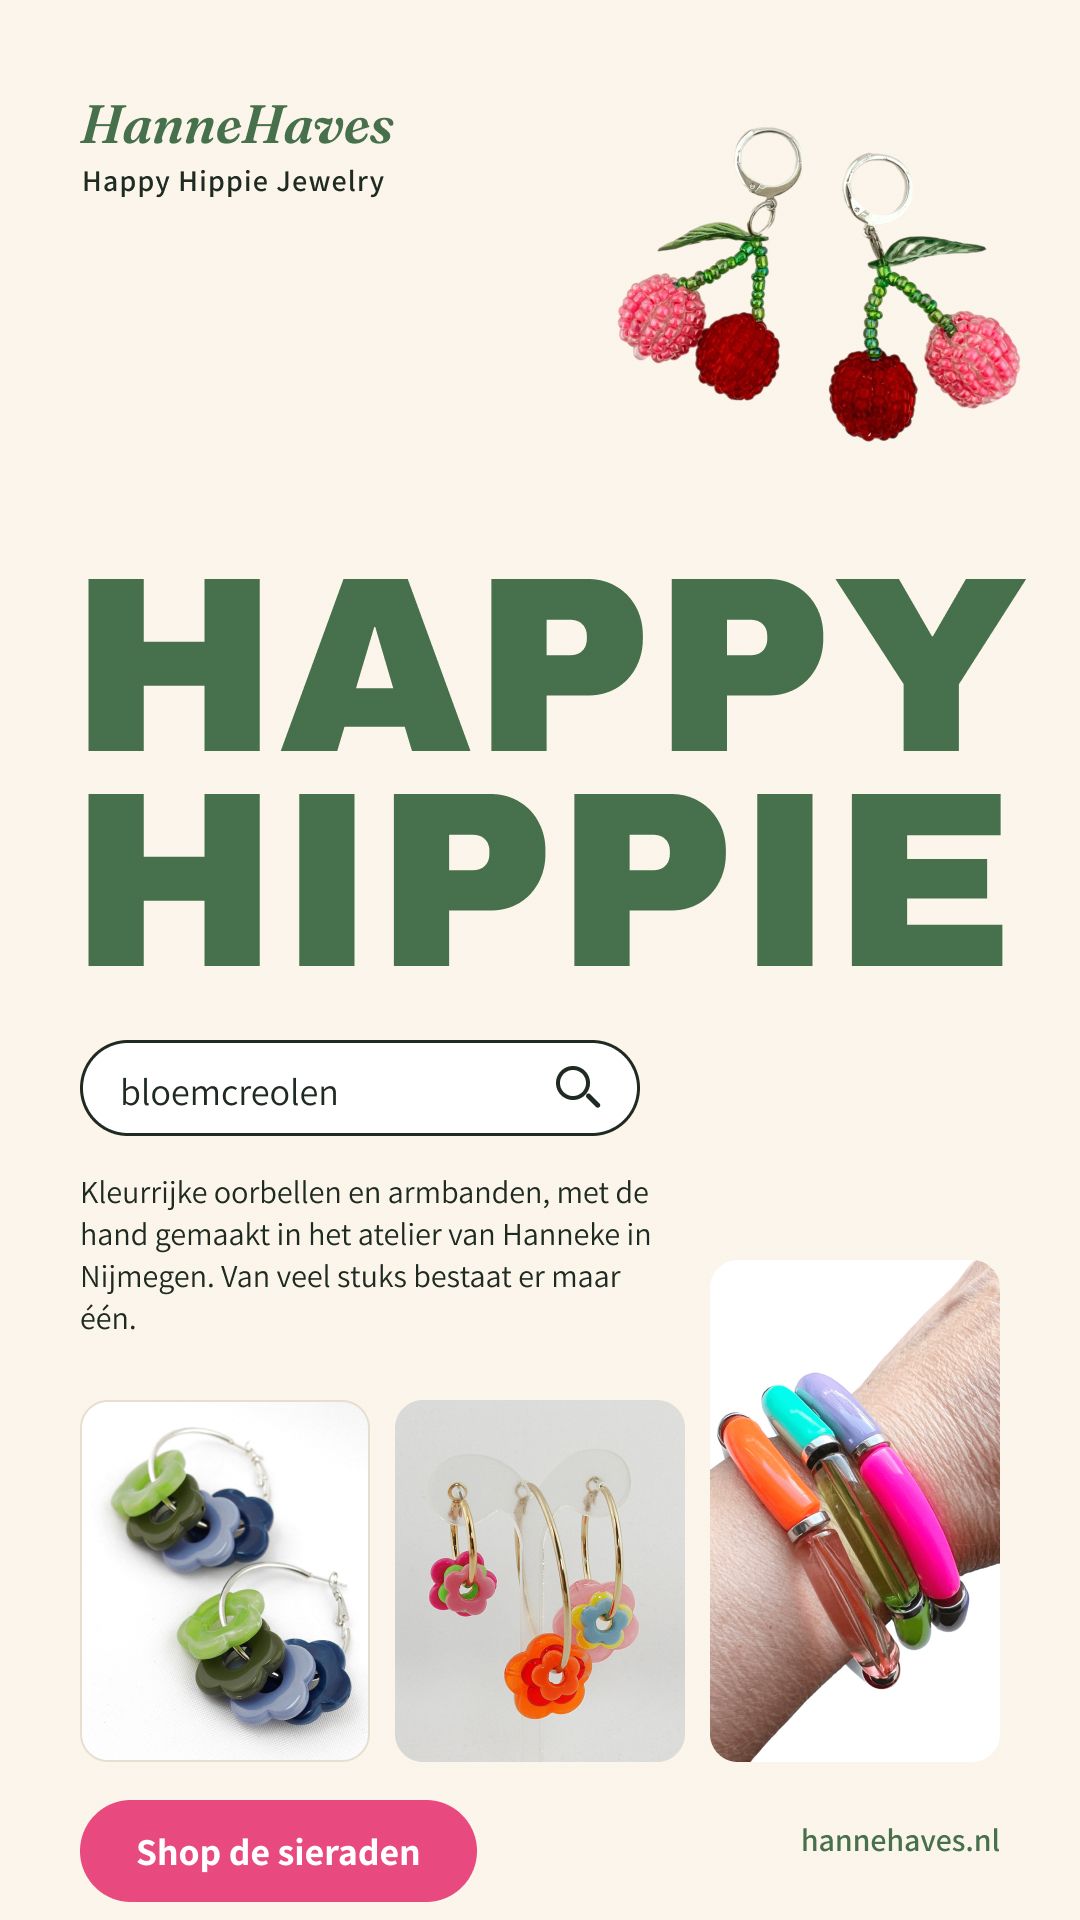 HanneHaves
Happy Hippie Jewelry
HAPPY
HIPPIE
bloemcreolen
Kleurrijke oorbellen en armbanden, met de
hand gemaakt in het atelier van Hanneke in
Nijmegen. Van veel stuks bestaat er maar
één.
Shop de sieraden
hannehaves.nl